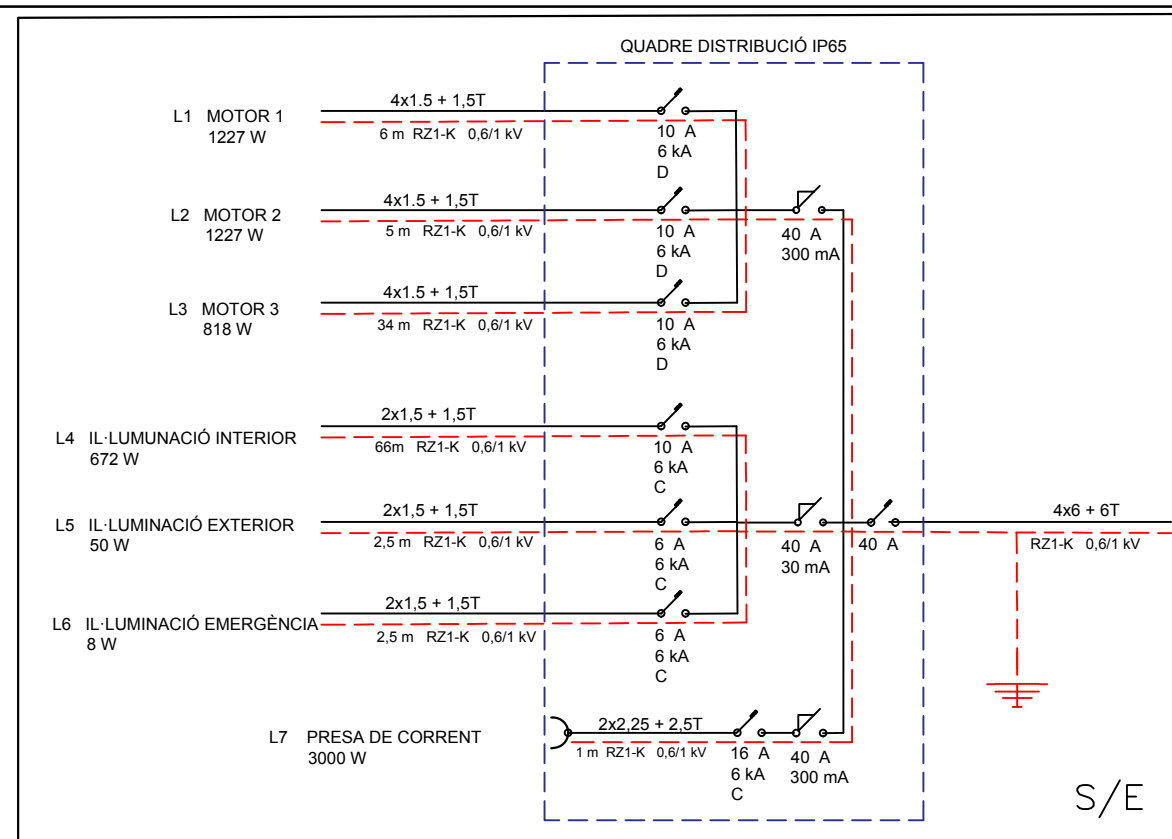 QUADRE DISTRIBUCIÓ IP65
L1 MOTOR 1
1227 W
4x1.5 + 1,5T
6 m RZ1-K 0,6/1 kV
10 A
6 kA
D
L2 MOTOR 2
1227 W
4x1.5 + 1,5T
5 m RZ1-K 0,6/1 kV
10 A
6 kA
D
40 A
300 mA
L3 MOTOR 3
818 W
4x1.5 + 1,5T
34 m RZ1-K 0,6/1 kV
10 A
6 kA
D
L4 IL·LUMUNACIÓ INTERIOR
672 W
2x1,5 + 1,5T
66m RZ1-K 0,6/1 kV
10 A
6 kA
C
L5 IL·LUMINACIÓ EXTERIOR
50 W
2x1,5 + 1,5T
2,5 m RZ1-K 0,6/1 kV
6 A
6 kA
C
40 A
30 mA
40 A
4x6 + 6T
RZ1-K 0,6/1 kV
L6 IL·LUMINACIÓ EMERGÈNCIA
8 W
2x1,5 + 1,5T
2,5 m RZ1-K 0,6/1 kV
6 A
6 kA
C
L7 PRESA DE CORRENT
3000 W
2x2,25 + 2,5T
1 m RZ1-K 0,6/1 kV
16 A
6 kA
C
40 A
300 mA
S/E